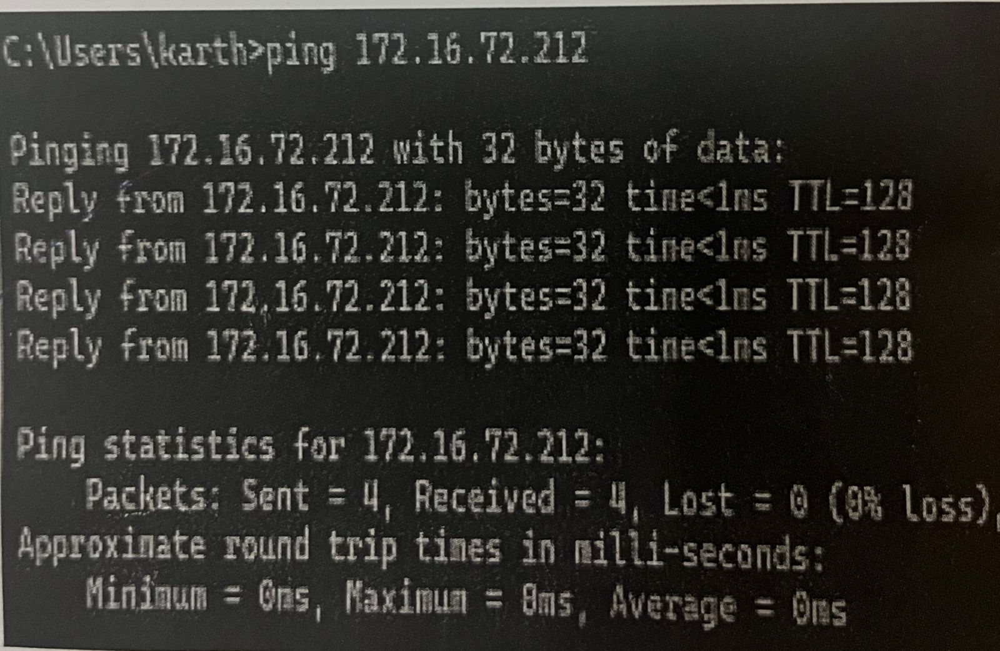 C:\Users\karth>ping 172.16.72.212
Pinging 172.16.72.212 with 32 bytes of data:
Reply from 172.16.72.212: bytes=32 time<1ms TTL=128
Reply from 172.16.72.212: bytes=32 time<1ms TTL=128
Reply from 172.16.72.212: bytes=32 time<1ms TTL=128
Reply from 172.16.72.212: bytes=32 time<1ms TTL=128
Ping statistics for 172.16.72.212:
Packets: Sent = 4, Received = 4, Lost = 0 (0% loss),
Approximate round trip times in milli-seconds:
Minimum = 0ms, Maximum = 0ms, Average = 0ms